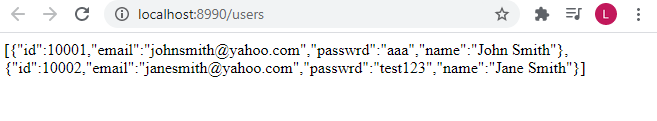 localhost:8990/users
L
[{"id":10001,"email":"johnsmith@yahoo.com","passwrd":"aaa","name":"John Smith"},
{"id":10002,"email":"janesmith@yahoo.com","passwrd":"test123","name":"Jane Smith"}]